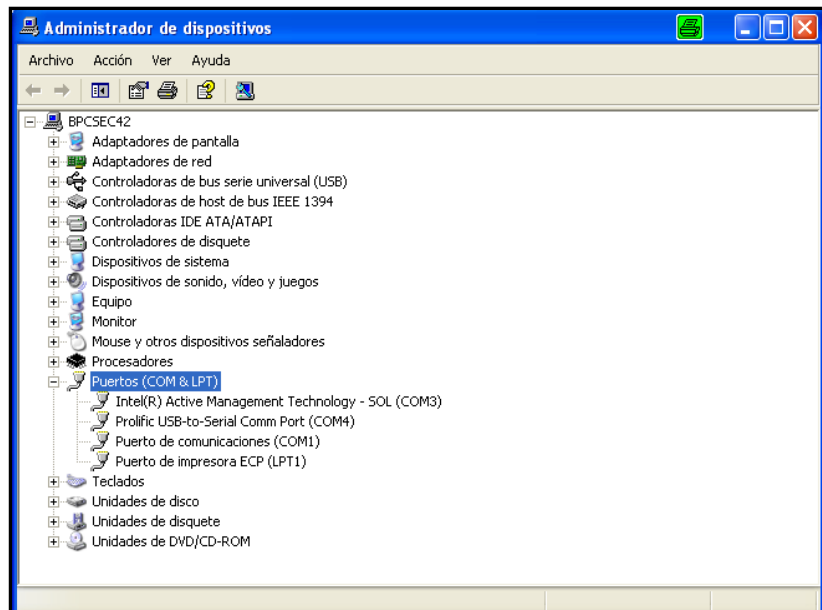 Administrador de dispositivos
Archivo Acción Ver Ayuda
BPCSEC42
Adaptadores de pantalla
Adaptadores de red
Controladoras de bus serie universal (USB)
Controladoras de host de bus IEEE 1394
Controladoras IDE ATA/ATAPI
Controladores de disquete
Dispositivos de sistema
Dispositivos de sonido, vídeo y juegos
Equipo
Monitor
Mouse y otros dispositivos señaladores
Procesadores
Puertos (COM & LPT)
Intel(R) Active Management Technology - SOL (COM3)
Prolific USB-to-Serial Comm Port (COM4)
Puerto de comunicaciones (COM1)
Puerto de impresora ECP (LPT1)
Teclados
Unidades de disco
Unidades de disquete
Unidades de DVD/CD-ROM